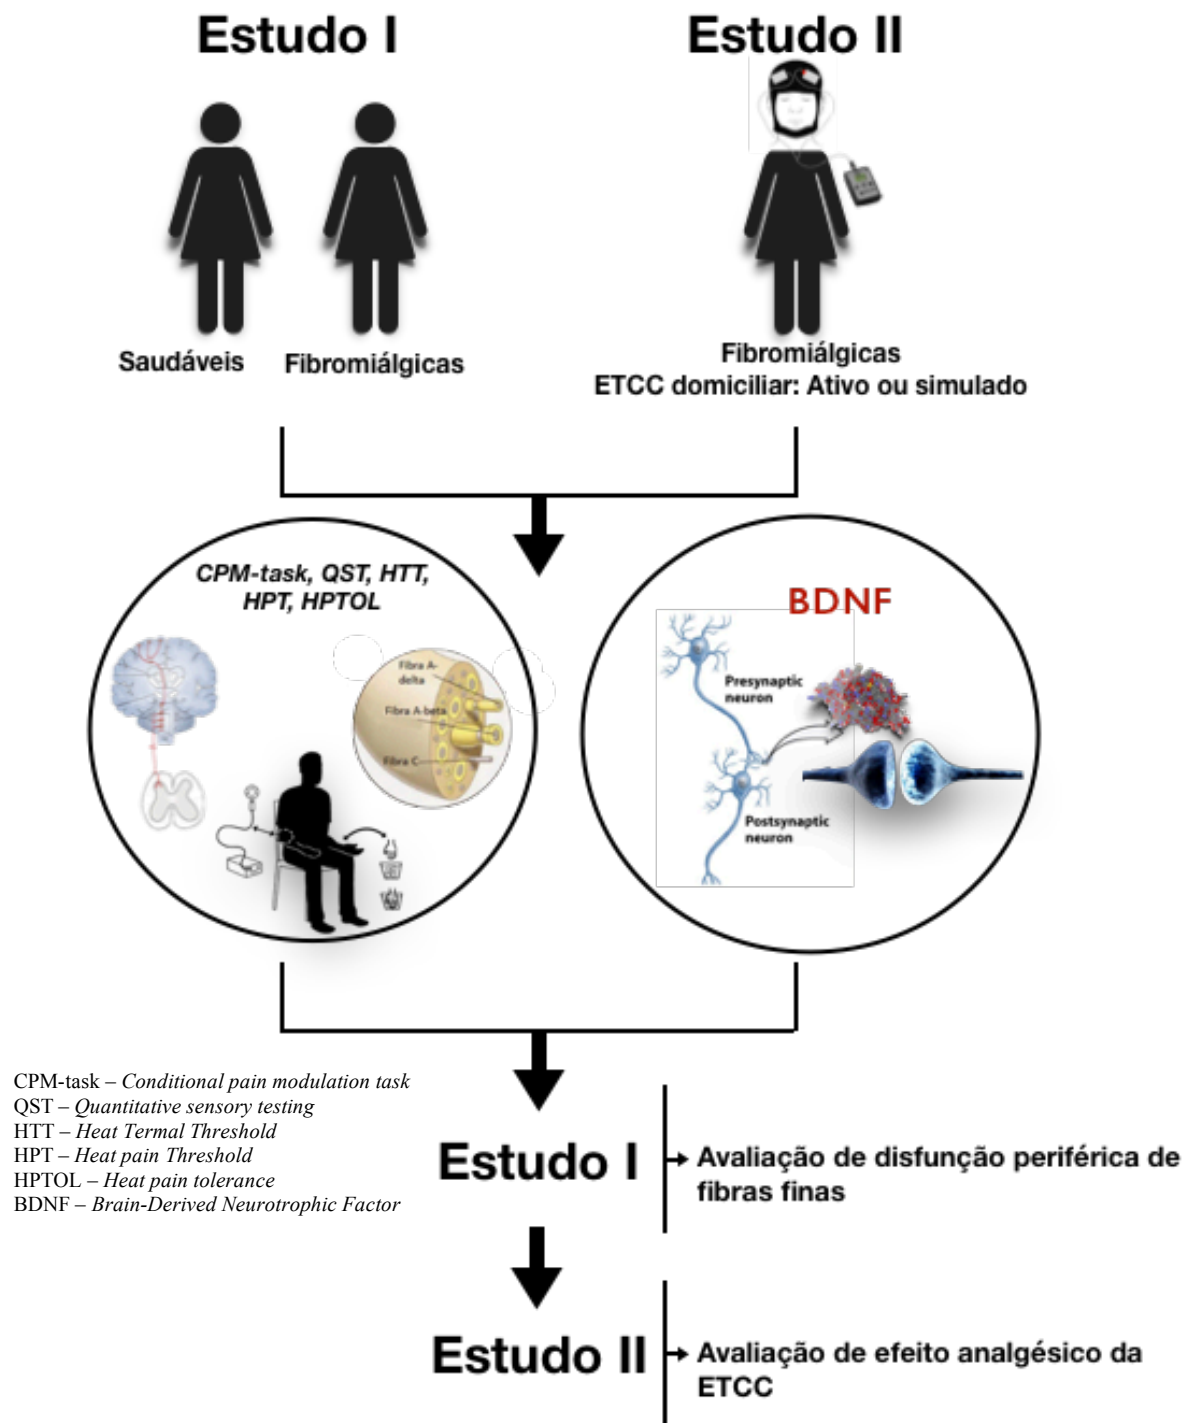 Estudo I
Estudo II
Saudáveis
Fibromiálgicas
Fibromiálgicas
ETCC domiciliar: Ativo ou simulado
CPM-task, QST, HTT,
HPT, HPTOL
Fibra A-
delta
Fibra A-beta
Fibra C
BDNF
Presynaptic
neuron
Postsynaptic
neuron
CPM-task – Conditional pain modulation task
QST – Quantitative sensory testing
HTT – Heat Termal Threshold
HPT – Heat pain Threshold
HPTOL – Heat pain tolerance
BDNF – Brain-Derived Neurotrophic Factor
Estudo I
Avaliação de disfunção periférica de
fibras finas
Estudo II
Avaliação de efeito analgésico da
ETCC